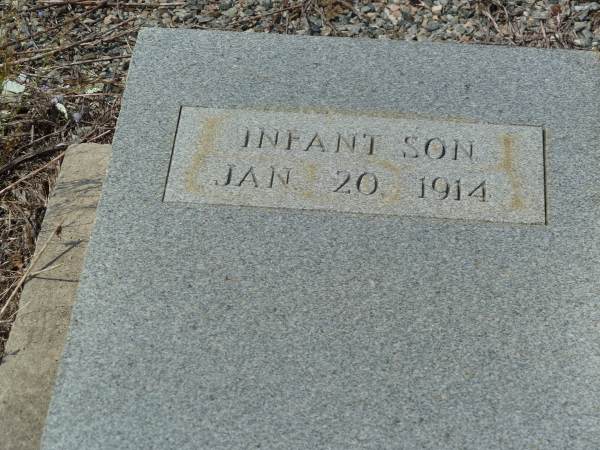 INFANT SON
JAN. 20, 1914